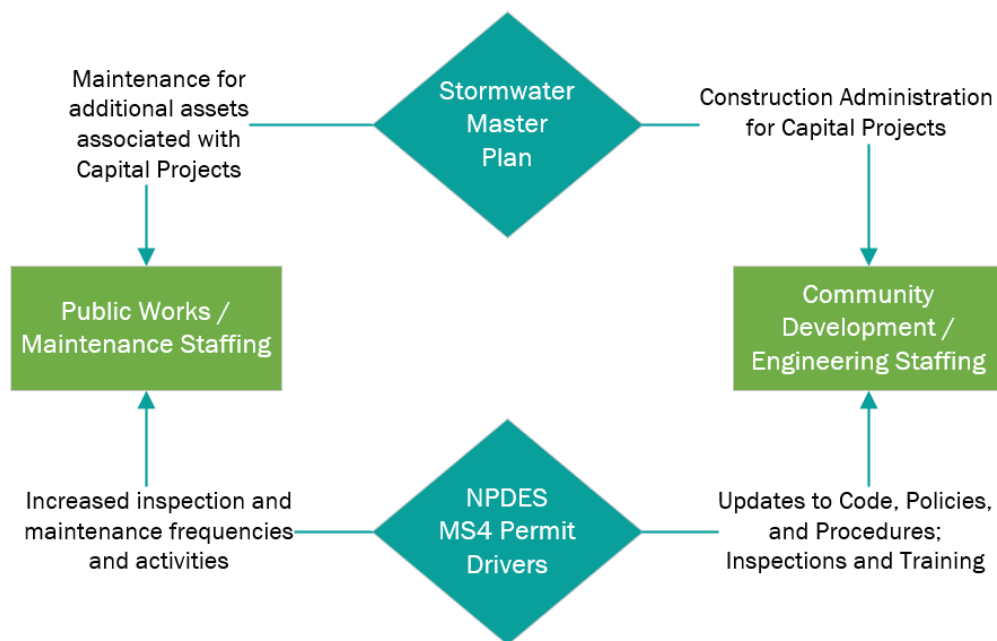 Maintenance for
additional assets
associated with
Capital Projects
Stormwater
Master
Plan
Construction Administration
for Capital Projects
Public Works /
Maintenance Staffing
Community
Development /
Engineering Staffing
Increased inspection and
maintenance frequencies
and activities
NPDES
MS4 Permit
Drivers
Updates to Code, Policies,
and Procedures;
Inspections and Training